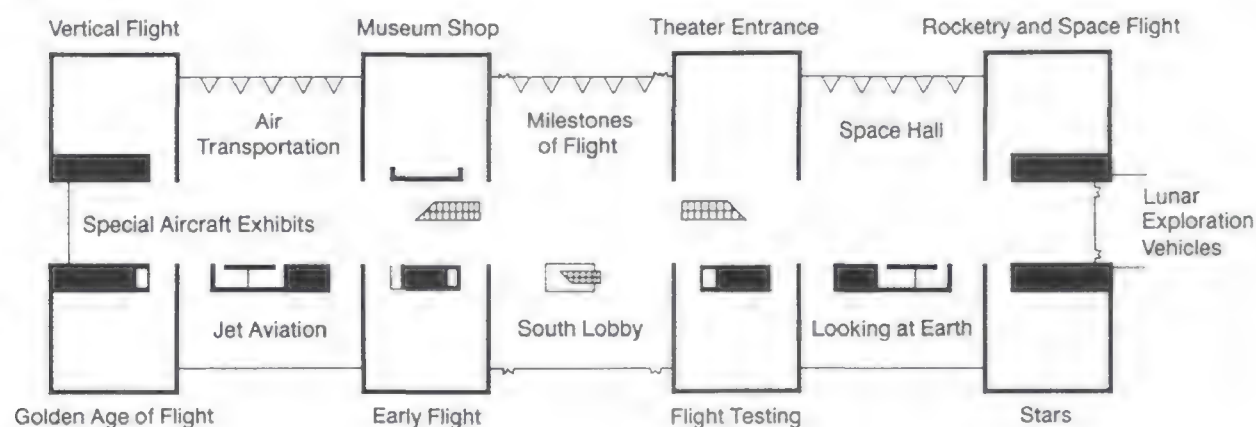 Vertical Flight
Museum Shop
Theater Entrance
Rocketry and Space Flight
Air
Transportation
Milestones
of Flight
Space Hall
Special Aircraft Exhibits
Lunar
Exploration
Vehicles
Jet Aviation
South Lobby
Looking at Earth
Golden Age of Flight
Early Flight
Flight Testing
Stars